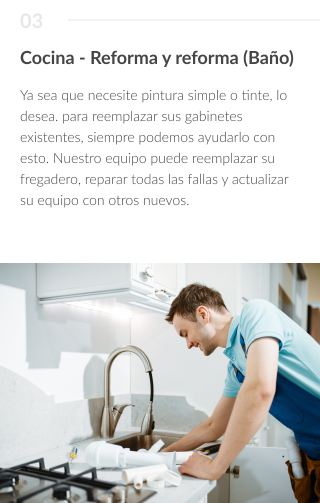 03
Cocina - Reforma y reforma (Baño)
Ya sea que necesite pintura simple o tinte, lo
desea. para reemplazar sus gabinetes
existentes, siempre podemos ayudarlo con
esto. Nuestro equipo puede reemplazar su
fregadero, reparar todas las fallas y actualizar
su equipo con otros nuevos.